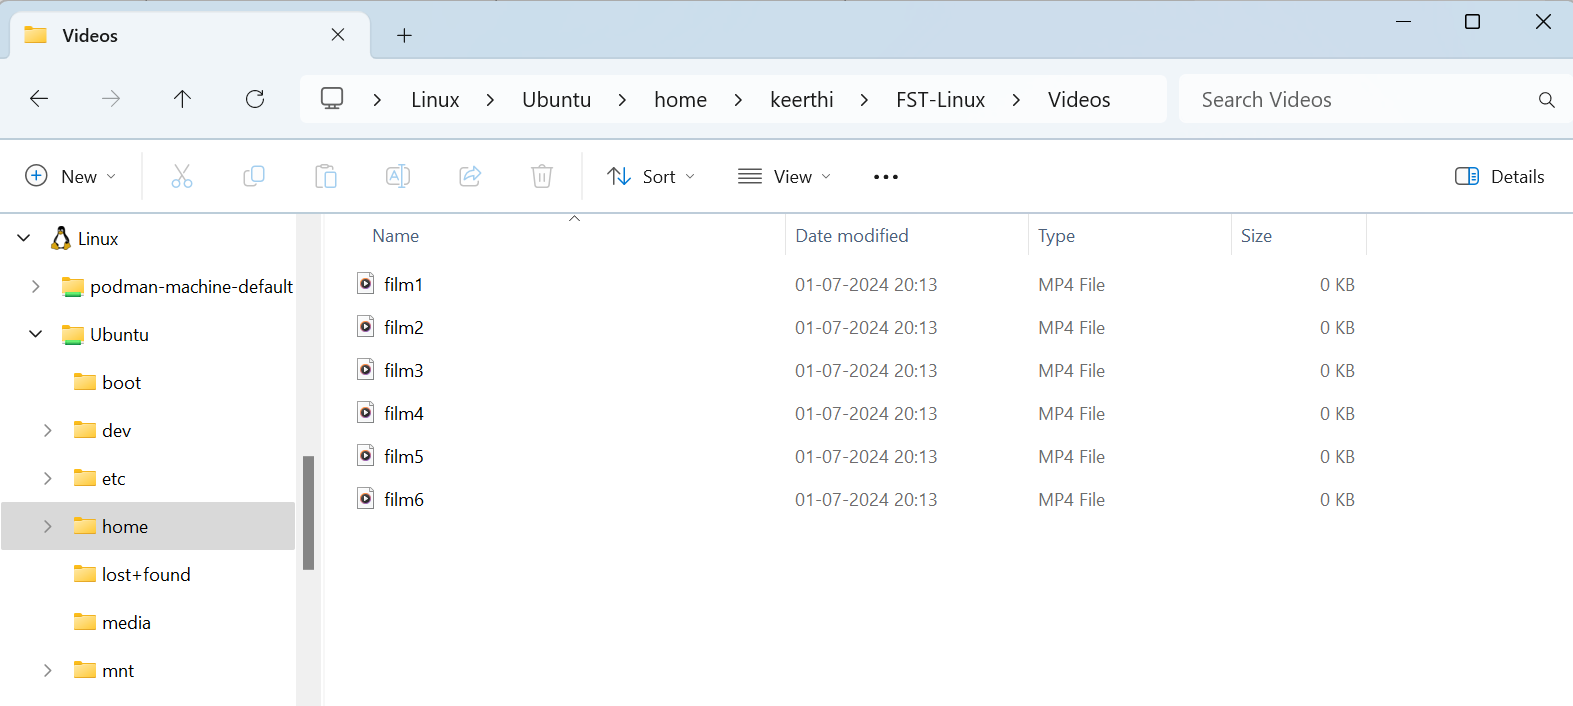 Videos
Linux Ubuntu home keerthi FST-Linux Videos Search Videos
New Sort View Details
Linux
podman-machine-default
Ubuntu
boot
dev
etc
home
lost+found
media
mnt
Name Date modified Type Size
film1 01-07-2024 20:13 MP4 File 0 KB
film2 01-07-2024 20:13 MP4 File 0 KB
film3 01-07-2024 20:13 MP4 File 0 KB
film4 01-07-2024 20:13 MP4 File 0 KB
film5 01-07-2024 20:13 MP4 File 0 KB
film6 01-07-2024 20:13 MP4 File 0 KB